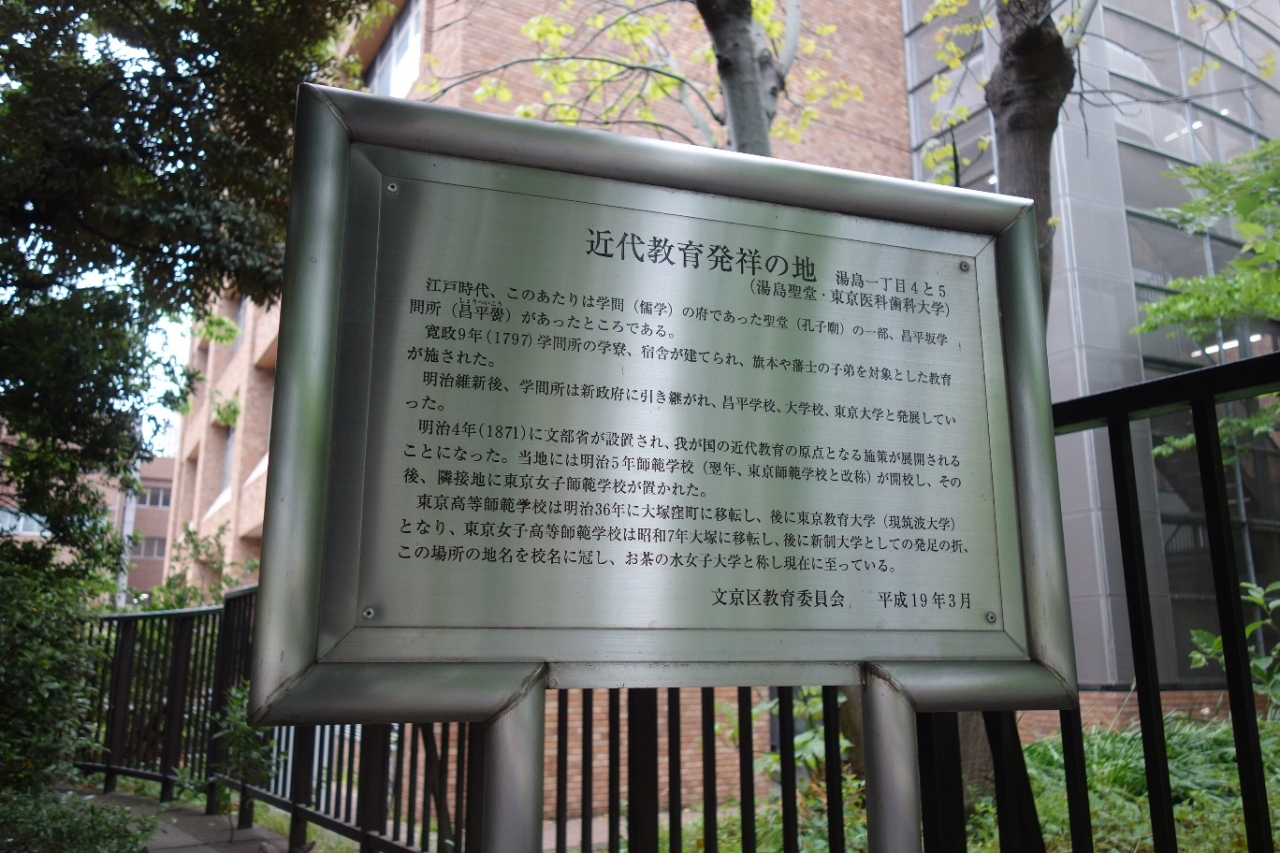 近代教育発祥の地 湯島一丁目4と5
(湯島聖堂・東京医科歯科大学)
江戸時代、このあたりは学問(儒学)の府であった聖堂(孔子廟)の一部、昌平坂学
しょうへいこう
問所(昌平黌)があったところである。
寛政9年(1797)学問所の学寮、宿舎が建てられ、旗本や藩士の子弟を対象とした教育
が施された。
明治維新後、学問所は新政府に引き継がれ、昌平学校、大学校、東京大学と発展してい
った。
明治4年(1871)に文部省が設置され、我が国の近代教育の原点となる施策が展開される
ことになった。当地には明治5年師範学校(翌年、東京師範学校と改称)が開校し、その
後、隣接地に東京女子師範学校が置かれた。
東京高等師範学校は明治36年に大塚窪町に移転し、後に東京教育大学(現筑波大学)
となり、東京女子高等師範学校は昭和7年大塚に移転し、後に新制大学としての発足の折、
この場所の地名を校名に冠し、お茶の水女子大学と称し現在に至っている。
文京区教育委員会 平成19年3月